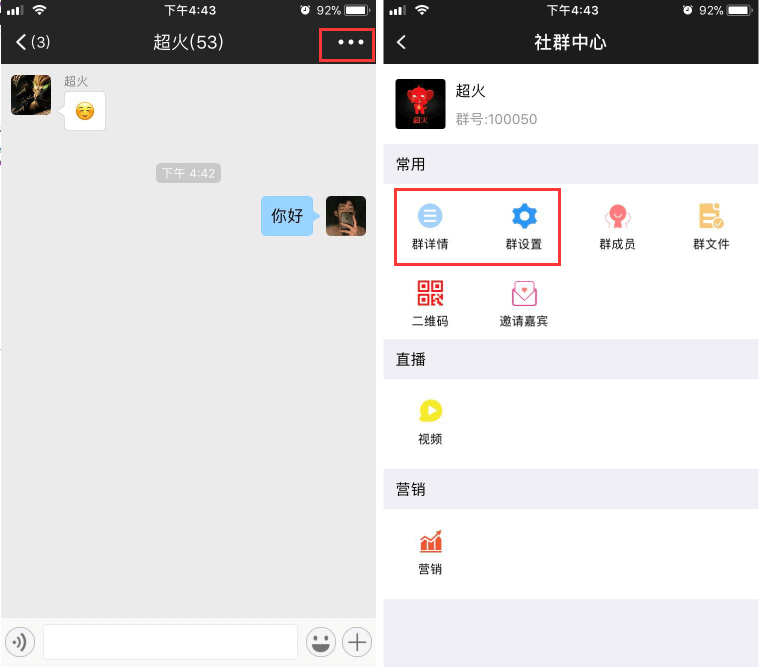 下午4:43
92%
(3)
超火(53)
超火
下午 4:42
你好
下午4:43
92%
社群中心
超火
超火
群号:100050
常用
群详情
群设置
群成员
群文件
二维码
邀请嘉宾
直播
视频
营销
营销